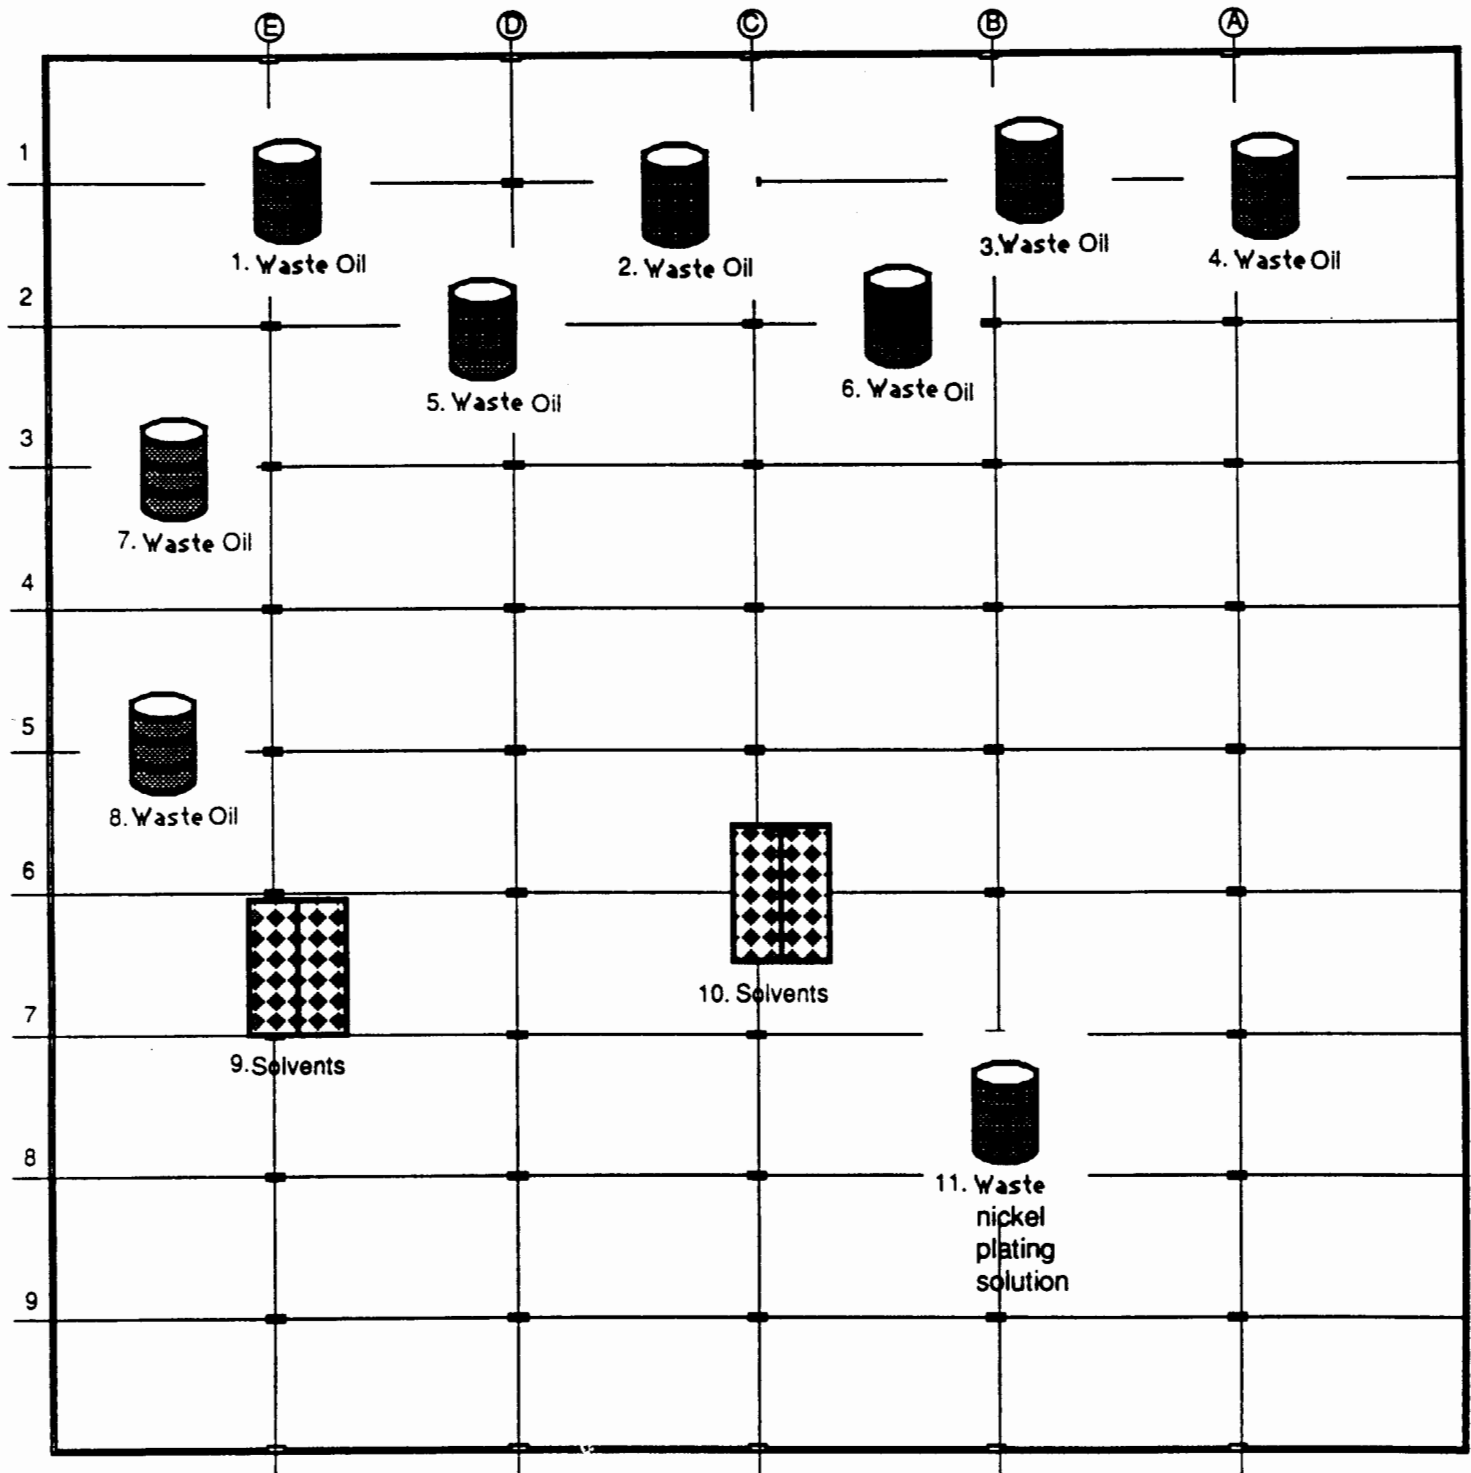 E D C B A
1
1. Waste Oil
2. Waste Oil
3. Waste Oil
4. Waste Oil
2
5. Waste Oil
6. Waste Oil
3
7. Waste Oil
4
5
8. Waste Oil
6
10. Solvents
7
9. Solvents
8
11. Waste
nickel
plating
solution
9